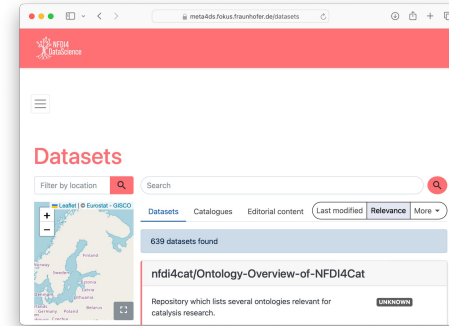 meta4ds.fokus.fraunhofer.de/datasets
NFDI4
DataScience
Datasets
Filter by location
Search
+
−
Leaflet | © Eurostat - GISCO
Datasets
Catalogues
Editorial content
Last modified
Relevance
More
639 datasets found
Finland
Norway
Sweden
Estonia
Latvia
Lithuania
Belarus
Germany
Poland
nfdi4cat/Ontology-Overview-of-NFDI4Cat
Repository which lists several ontologies relevant for
catalysis research.
UNKNOWN